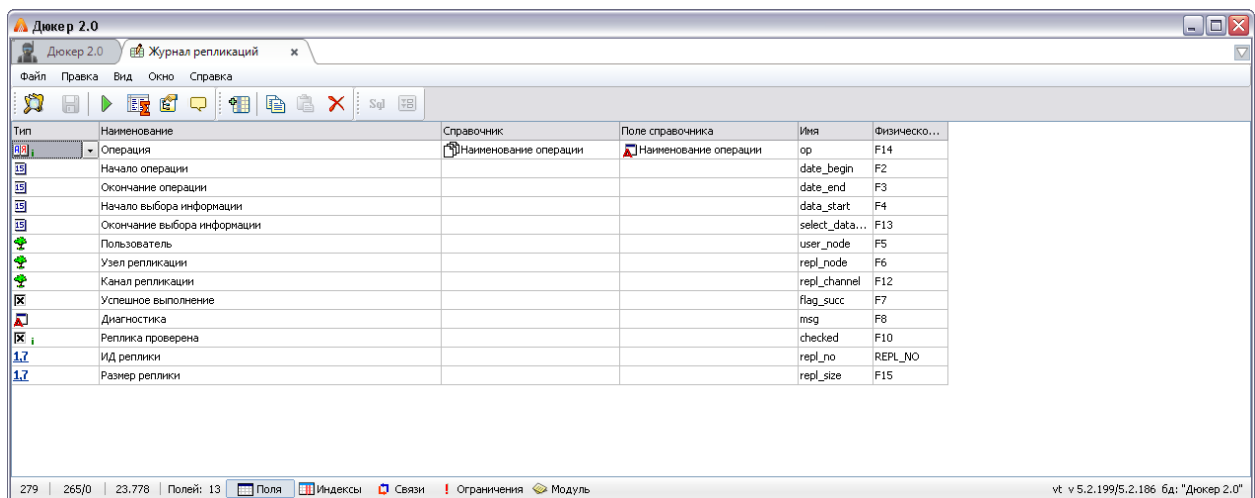 Дюкер 2.0
Дюкер 2.0 Журнал репликаций
Файл Правка Вид Окно Справка
Sql
Тип Наименование Справочник Поле справочника Имя Физическо...
Операция Наименование операции Наименование операции op F14
15 Начало операции date_begin F2
15 Окончание операции date_end F3
15 Начало выбора информации data_start F4
15 Окончание выбора информации select_data... F13
Пользователь user_node F5
Узел репликации repl_node F6
Канал репликации repl_channel F12
Успешное выполнение flag_succ F7
Диагностика msg F8
Реплика проверена checked F10
1,7 ИД реплики repl_no REPL_NO
1,7 Размер реплики repl_size F15
279 265/0 23.778 Полей: 13 Поля Индексы Связи Ограничения Модуль vt v 5.2.199/5.2.186 бд: "Дюкер 2.0"